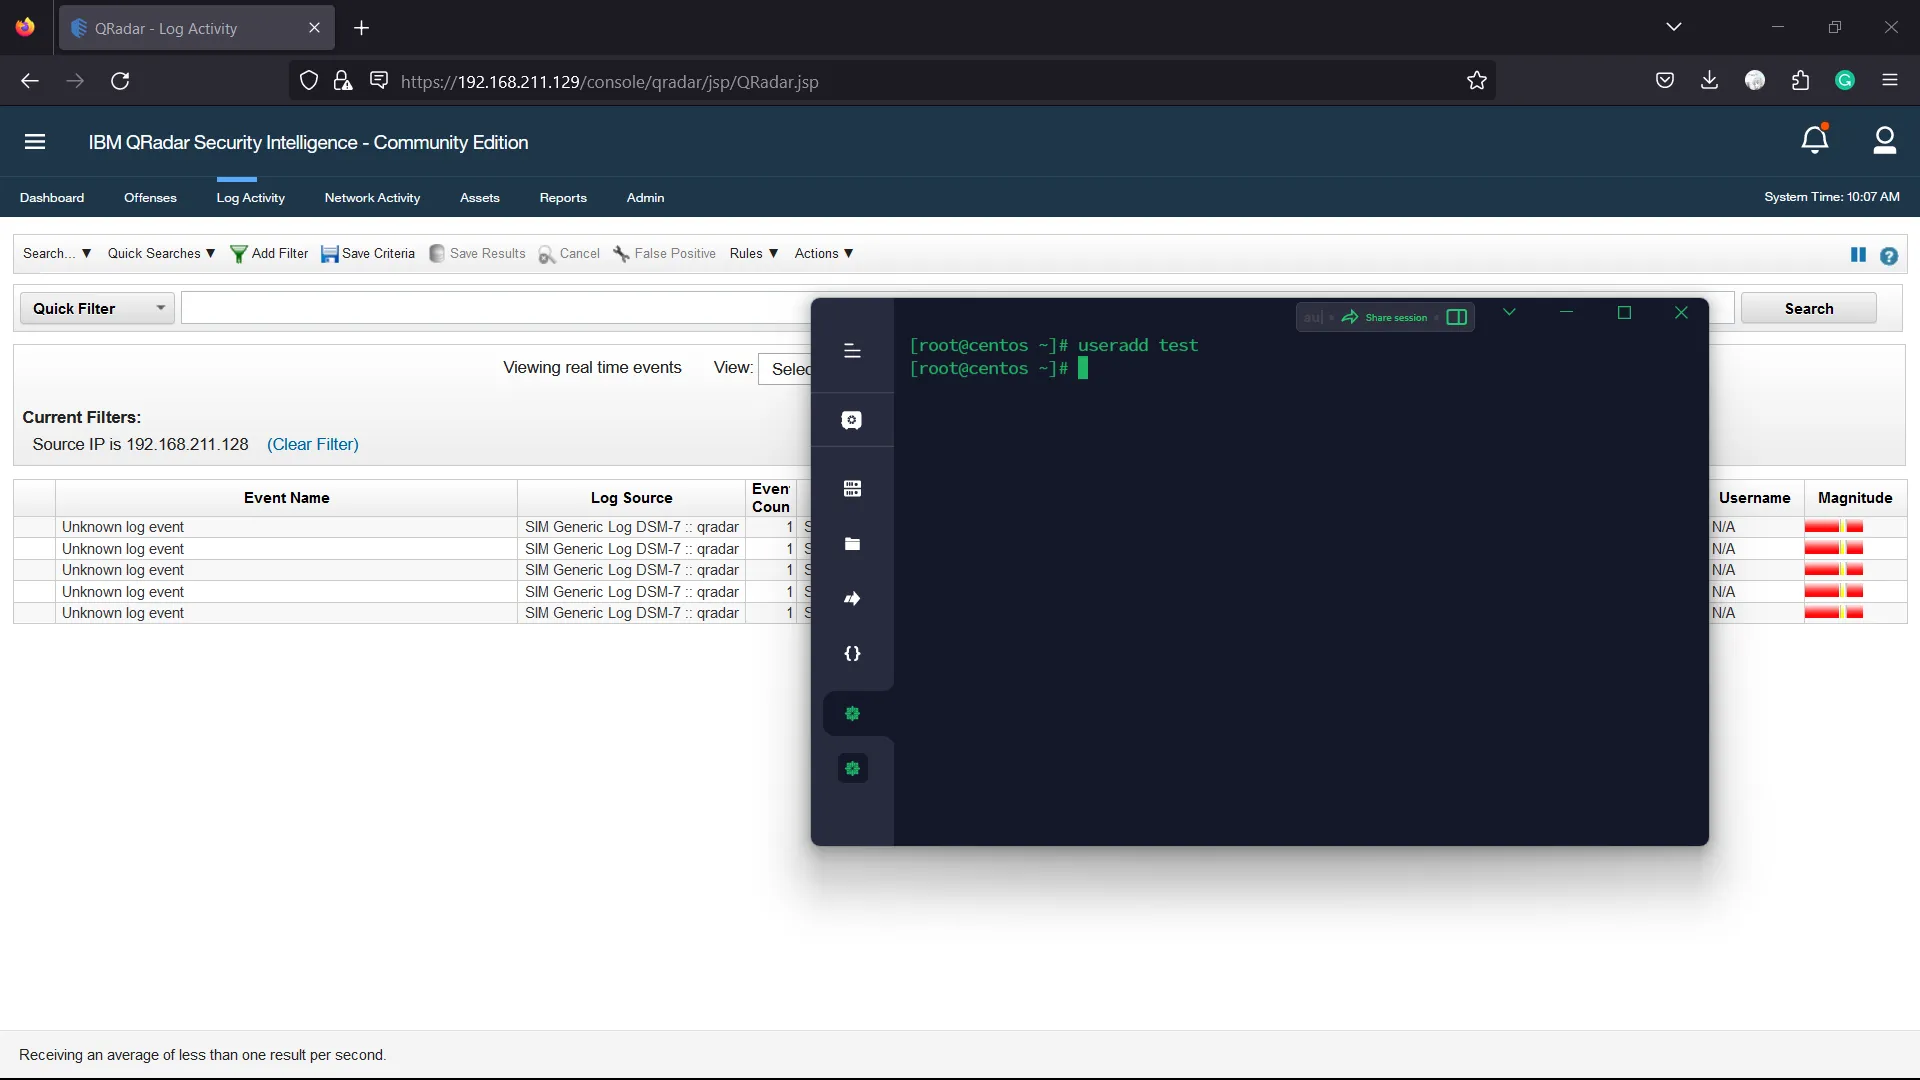 QRadar - Log Activity
https://192.168.211.129/console/qradar/jsp/QRadar.jsp
IBM QRadar Security Intelligence - Community Edition
Dashboard Offenses Log Activity Network Activity Assets Reports Admin System Time: 10:07 AM
Search... ▼ Quick Searches ▼ Add Filter Save Criteria Save Results Cancel False Positive Rules ▼ Actions ▼
Quick Filter Search
Share session
[root@centos ~]# useradd test
[root@centos ~]#
Viewing real time events View:
Current Filters:
Source IP is 192.168.211.128 (Clear Filter)
Event Name Log Source Username Magnitude
Unknown log event SIM Generic Log DSM-7 :: qradar 1 S N/A
Unknown log event SIM Generic Log DSM-7 :: qradar 1 S N/A
Unknown log event SIM Generic Log DSM-7 :: qradar 1 S N/A
Unknown log event SIM Generic Log DSM-7 :: qradar 1 S N/A
Unknown log event SIM Generic Log DSM-7 :: qradar 1 S N/A
Receiving an average of less than one result per second.